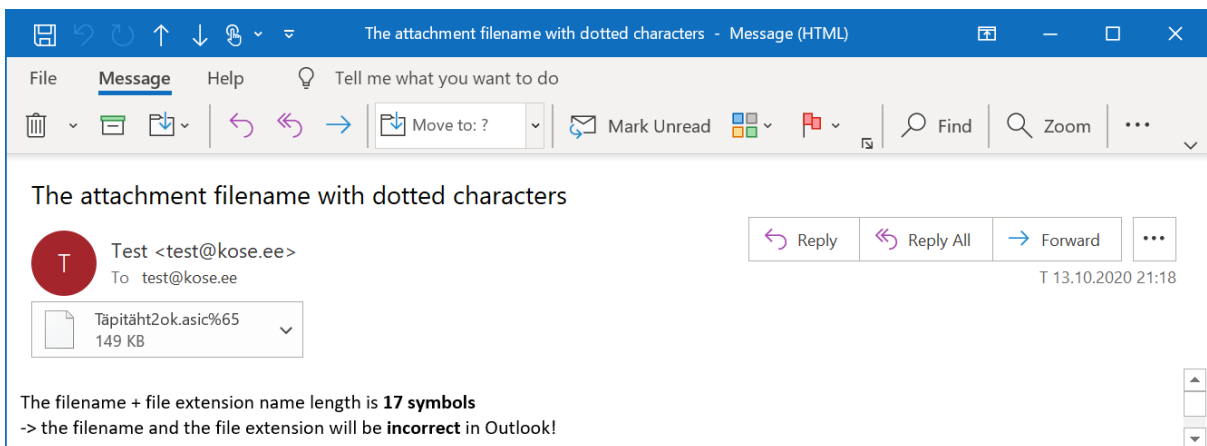 The attachment filename with dotted characters - Message (HTML)
File Message Help Tell me what you want to do
Move to: ? Mark Unread Find Zoom
The attachment filename with dotted characters
Test <test@kose.ee>
To test@kose.ee
Reply Reply All Forward
T 13.10.2020 21:18
T
Täpitäht2ok.asic%65
149 KB
The filename + file extension name length is 17 symbols
-> the filename and the file extension will be incorrect in Outlook!